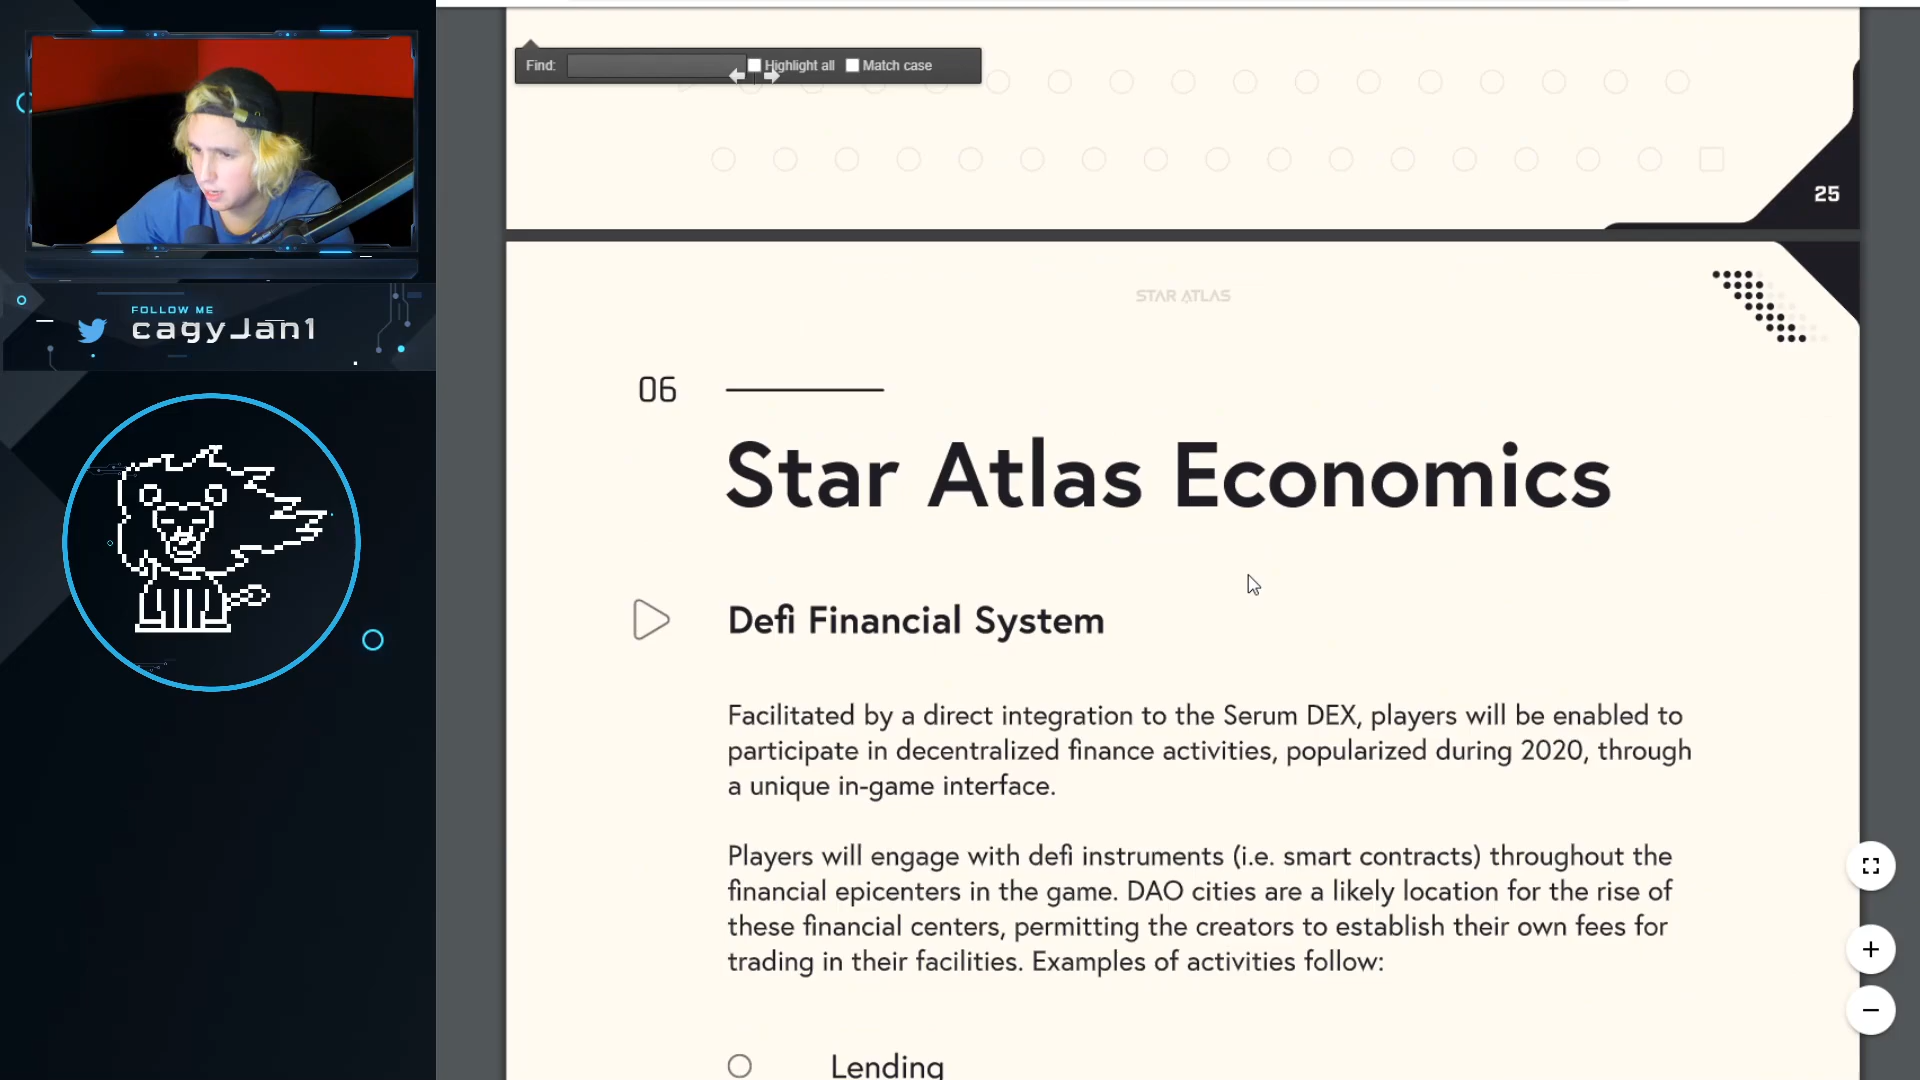 Find:
Highlight all
Match case
25
FOLLOW ME
cagyJan1
STAR ATLAS
06
Star Atlas Economics
Defi Financial System
Facilitated by a direct integration to the Serum DEX, players will be enabled to
participate in decentralized finance activities, popularized during 2020, through
a unique in-game interface.
Players will engage with defi instruments (i.e. smart contracts) throughout the
financial epicenters in the game. DAO cities are a likely location for the rise of
these financial centers, permitting the creators to establish their own fees for
trading in their facilities. Examples of activities follow:
Lending